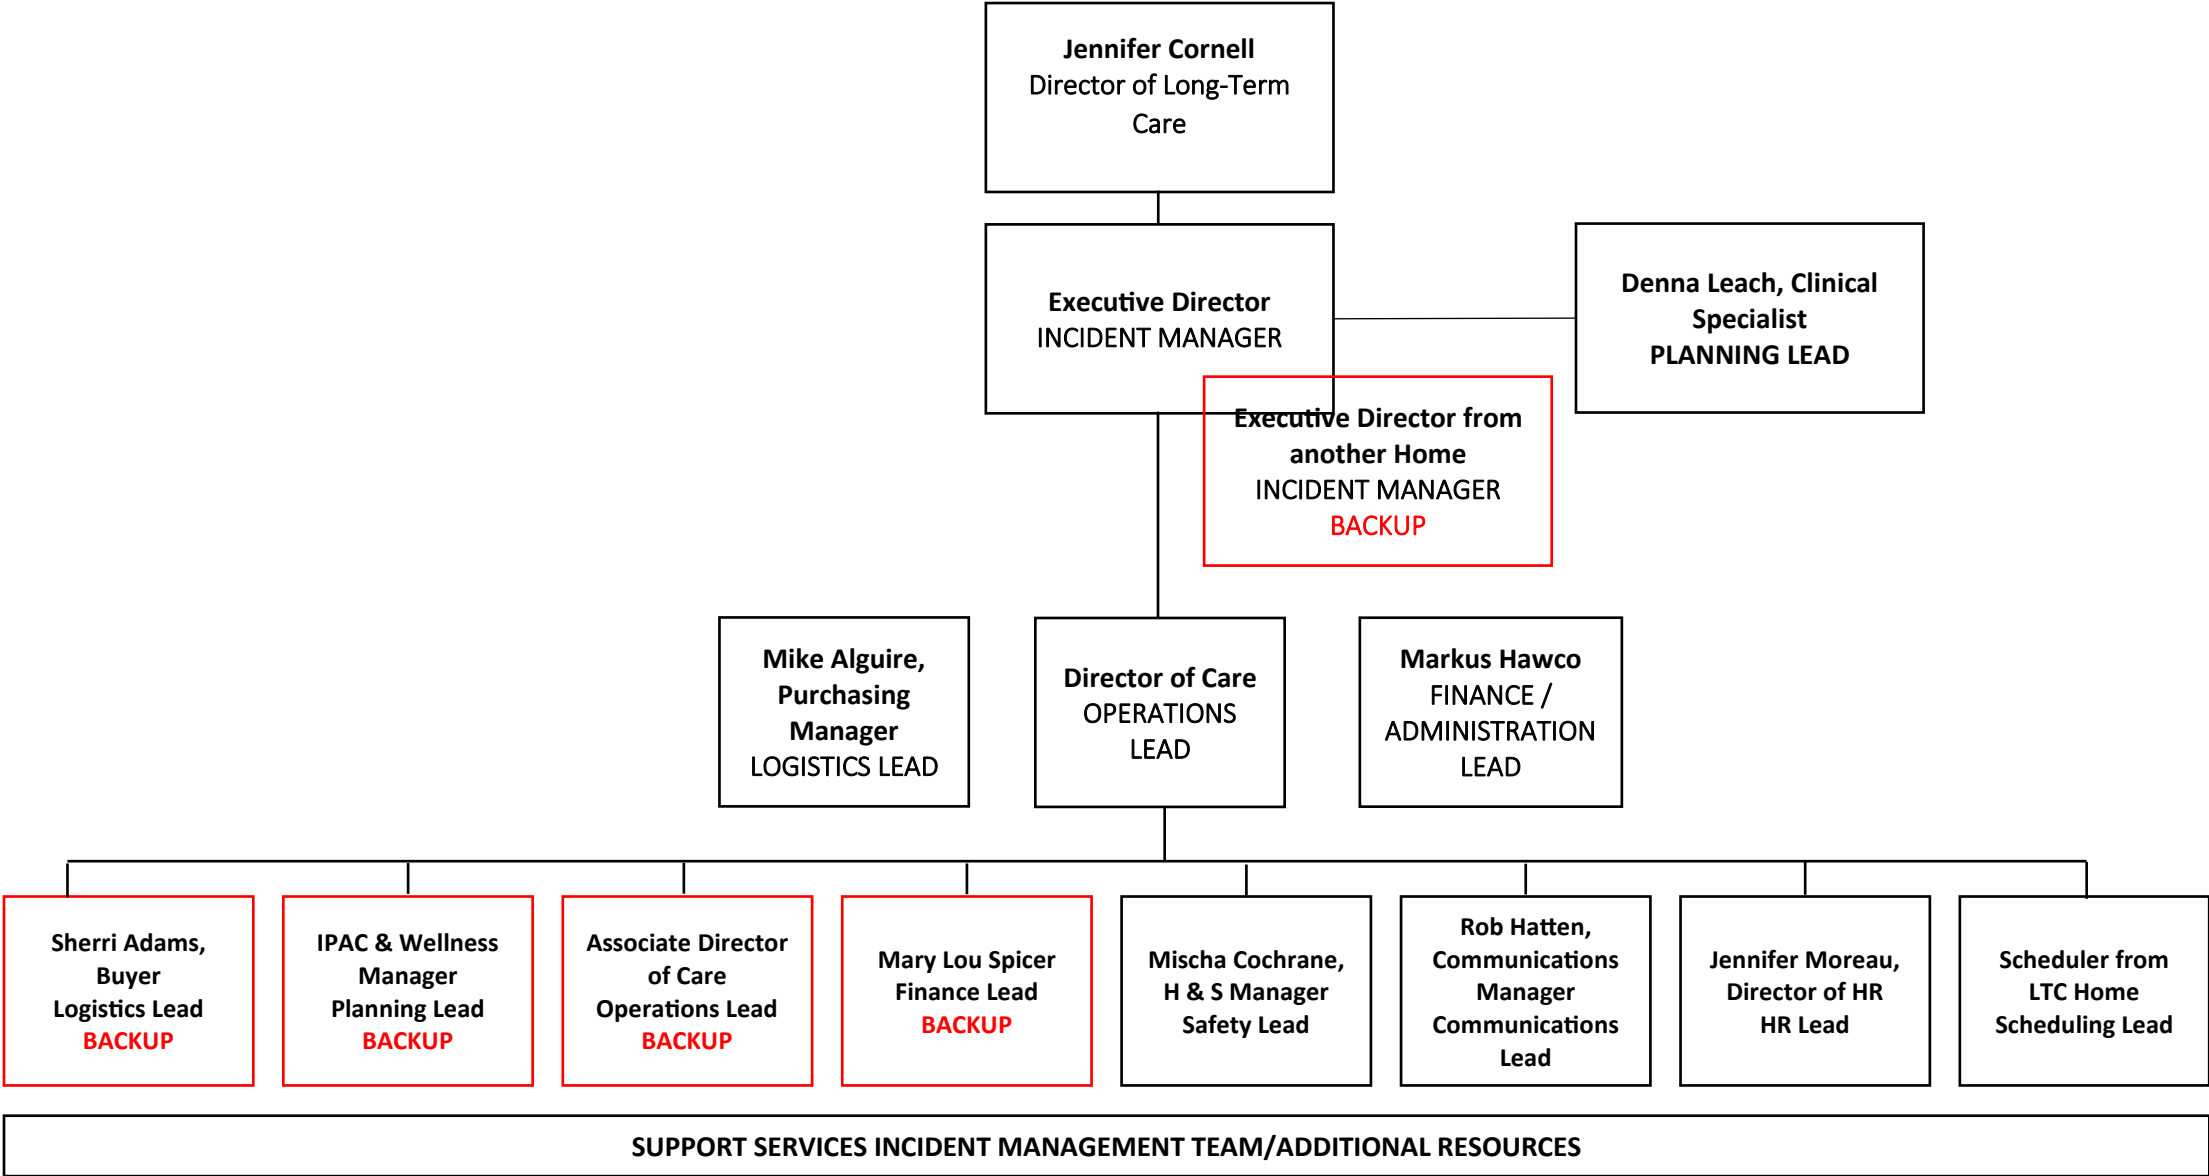 Jennifer Cornell
Director of Long-Term
Care
Executive Director
INCIDENT MANAGER
Denna Leach, Clinical
Specialist
PLANNING LEAD
Executive Director from
another Home
INCIDENT MANAGER
BACKUP
Mike Alguire,
Purchasing
Manager
LOGISTICS LEAD
Director of Care
OPERATIONS
LEAD
Markus Hawco
FINANCE /
ADMINISTRATION
LEAD
Sherri Adams,
Buyer
Logistics Lead
BACKUP
IPAC & Wellness
Manager
Planning Lead
BACKUP
Associate Director
of Care
Operations Lead
BACKUP
Mary Lou Spicer
Finance Lead
BACKUP
Mischa Cochrane,
H & S Manager
Safety Lead
Rob Hatten,
Communications
Manager
Communications
Lead
Jennifer Moreau,
Director of HR
HR Lead
Scheduler from
LTC Home
Scheduling Lead
SUPPORT SERVICES INCIDENT MANAGEMENT TEAM/ADDITIONAL RESOURCES